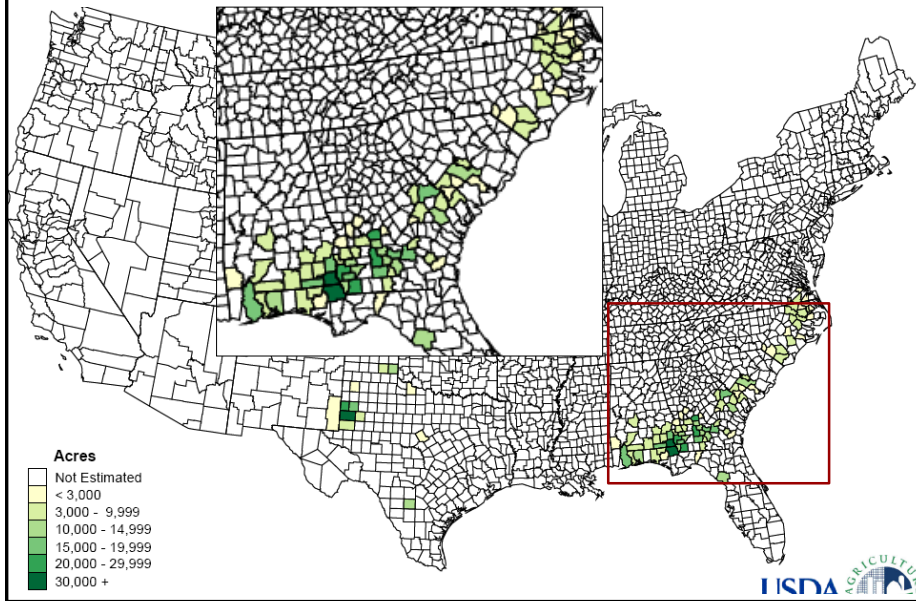 Acres
Not Estimated
< 3,000
3,000 - 9,999
10,000 - 14,999
15,000 - 19,999
20,000 - 29,999
30,000 +
USDA
AGRICULTU